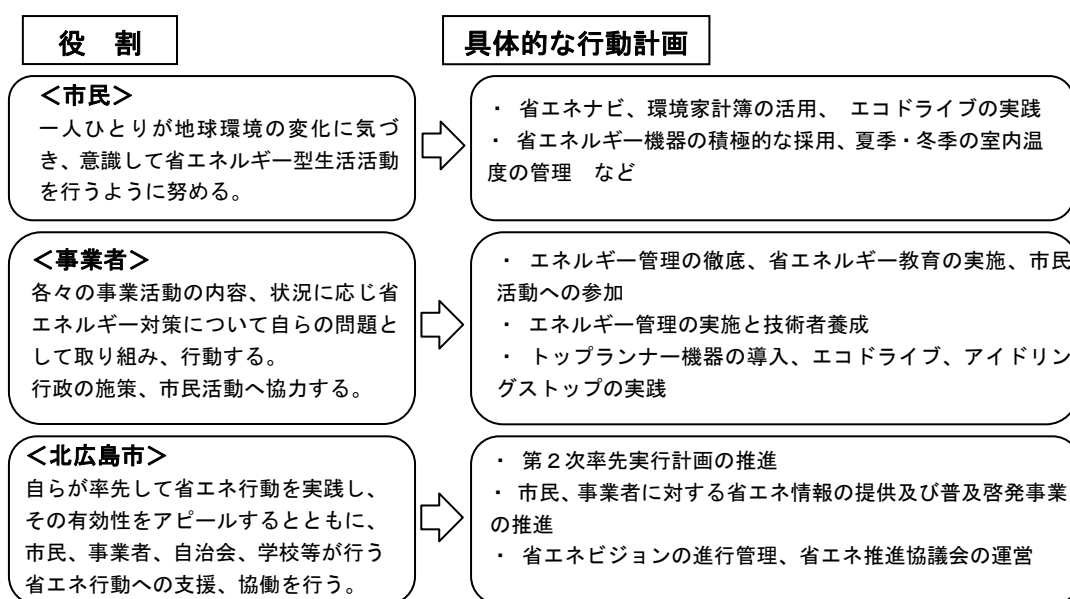 役 割
具体的な行動計画
＜市民＞
一人ひとりが地球環境の変化に気づ
き、意識して省エネルギー型生活活動
を行うように努める。
・ 省エネナビ、環境家計簿の活用、 エコドライブの実践
・ 省エネルギー機器の積極的な採用、夏季・冬季の室内温
度の管理 など
＜事業者＞
各々の事業活動の内容、状況に応じ省
エネルギー対策について自らの問題と
して取り組み、行動する。
行政の施策、市民活動へ協力する。
・ エネルギー管理の徹底、省エネルギー教育の実施、市民
活動への参加
・ エネルギー管理の実施と技術者養成
・ トップランナー機器の導入、エコドライブ、アイドリン
グストップの実践
＜北広島市＞
自らが率先して省エネ行動を実践し、
その有効性をアピールするとともに、
市民、事業者、自治会、学校等が行う
省エネ行動への支援、協働を行う。
・ 第２次率先実行計画の推進
・ 市民、事業者に対する省エネ情報の提供及び普及啓発事業
の推進
・ 省エネビジョンの進行管理、省エネ推進協議会の運営